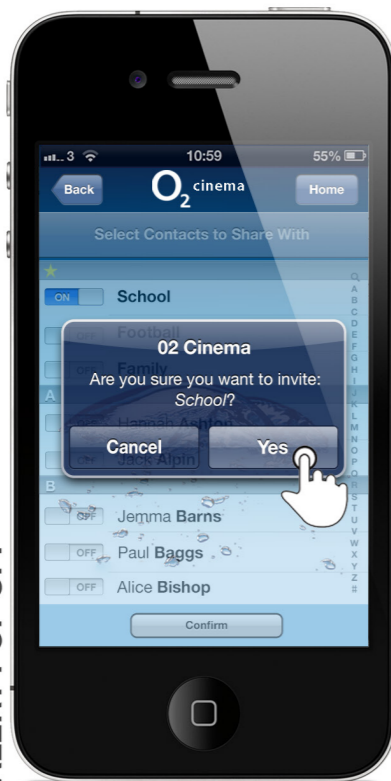 3 10:59 55%
Back O2 cinema Home
Select Contacts to Share With
ON School
OFF Football
OFF Family
02 Cinema
Are you sure you want to invite:
School?
Cancel Yes
A
Hannah Ashton
Jack Alpin
B
OFF Jemma Barns
OFF Paul Baggs
OFF Alice Bishop
Confirm
A
B
C
D
E
F
G
H
I
J
K
L
M
N
O
P
Q
R
S
T
U
V
W
X
Y
Z
#